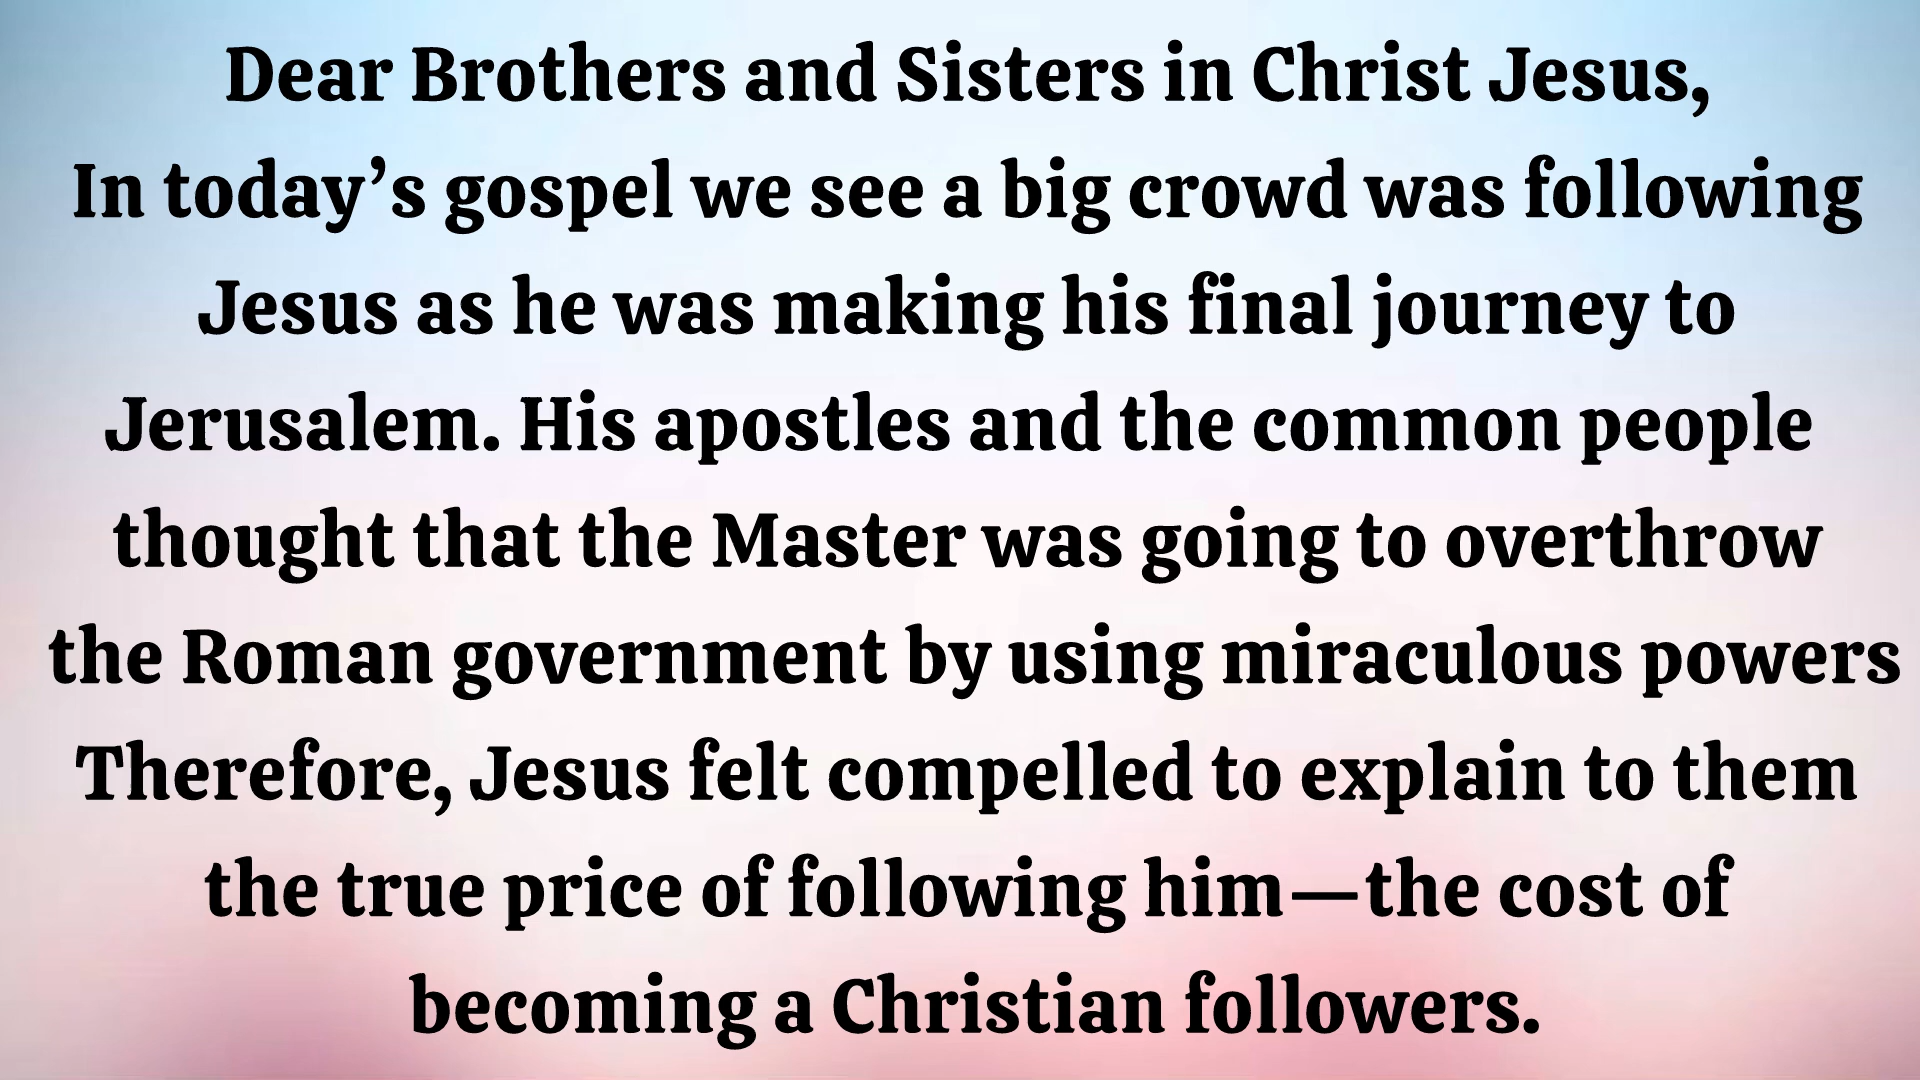 Dear Brothers and Sisters in Christ Jesus,
In today’s gospel we see a big crowd was following
Jesus as he was making his final journey to
Jerusalem. His apostles and the common people
thought that the Master was going to overthrow
the Roman government by using miraculous powers
Therefore, Jesus felt compelled to explain to them
the true price of following him—the cost of
becoming a Christian followers.